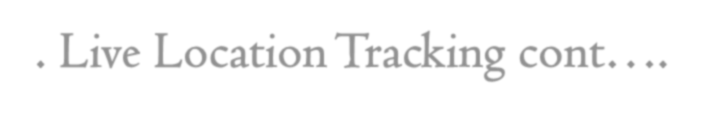 . Live Location Tracking cont….